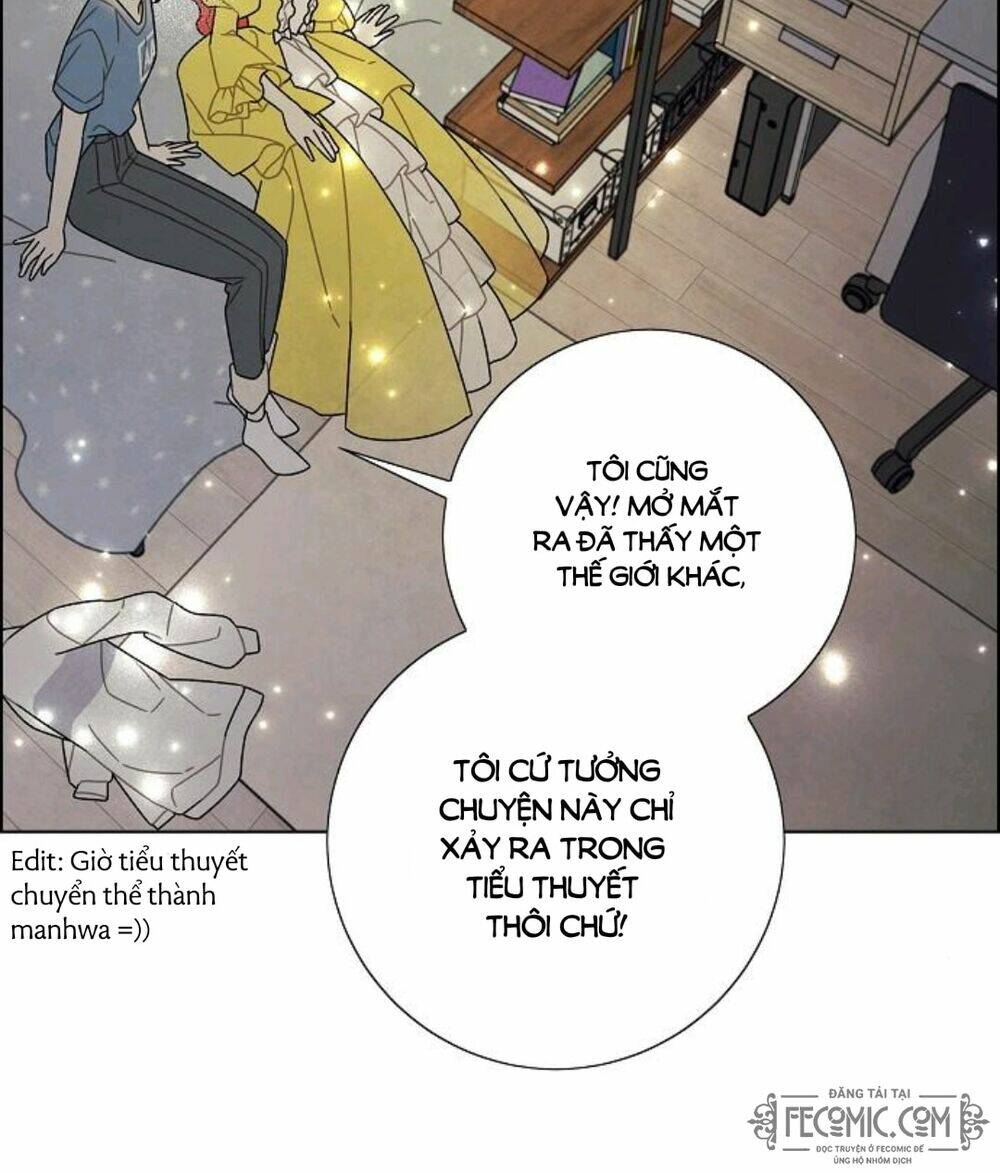 TÔI CŨNG
VẬY! MỞ MẮT
RA ĐÃ THẤY MỘT
THẾ GIỚI KHÁC,
TÔI CỨ TƯỞNG
CHUYỆN NÀY CHỈ
XẢY RA TRONG
TIỂU THUYẾT
THÔI CHỨ!
Edit: Giờ tiểu thuyết
chuyển thể thành
manhwa =))
ĐĂNG TẢI TẠI
FECOMIC.COM
ĐỌC TRUYỆN Ở FECOMIC ĐỂ
ỦNG HỘ NHÓM DỊCH